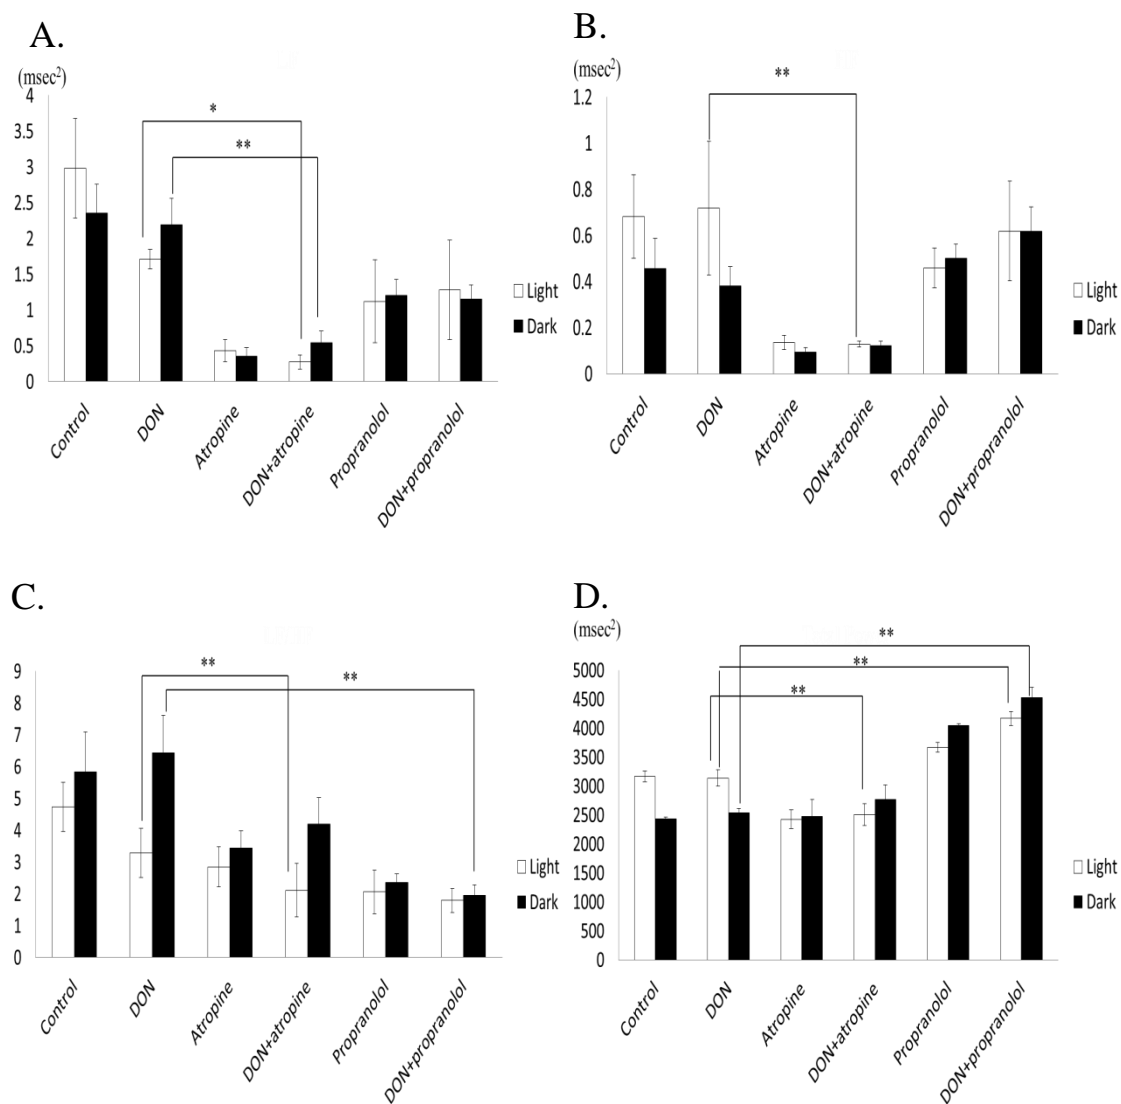 A.
(msec²)
4
3.5
3
2.5
2
1.5
1
0.5
0
*
**
Light
Dark
Control
DON
Atropine
DON+atropine
Propranolol
DON+propranolol
B.
(msec²)
1.2
1
0.8
0.6
0.4
0.2
0
**
Light
Dark
Control
DON
Atropine
DON+atropine
Propranolol
DON+propranolol
C.
9
8
7
6
5
4
3
2
1
0
**
**
Light
Dark
Control
DON
Atropine
DON+atropine
Propranolol
DON+propranolol
D.
(msec²)
5000
4500
4000
3500
3000
2500
2000
1500
1000
500
0
**
**
**
Light
Dark
Control
DON
Atropine
DON+atropine
Propranolol
DON+propranolol